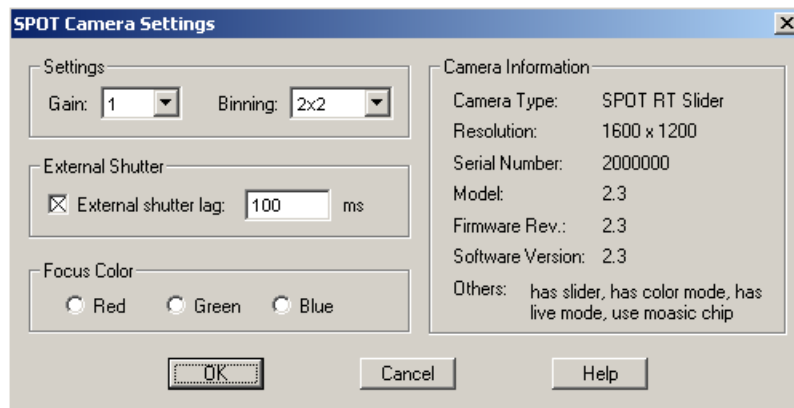 SPOT Camera Settings
Settings
Gain: 1 Binning: 2x2
External Shutter
External shutter lag: 100 ms
Focus Color
Red Green Blue
Camera Information
Camera Type: SPOT RT Slider
Resolution: 1600 x 1200
Serial Number: 2000000
Model: 2.3
Firmware Rev.: 2.3
Software Version: 2.3
Others: has slider, has color mode, has
live mode, use moasic chip
OK Cancel Help